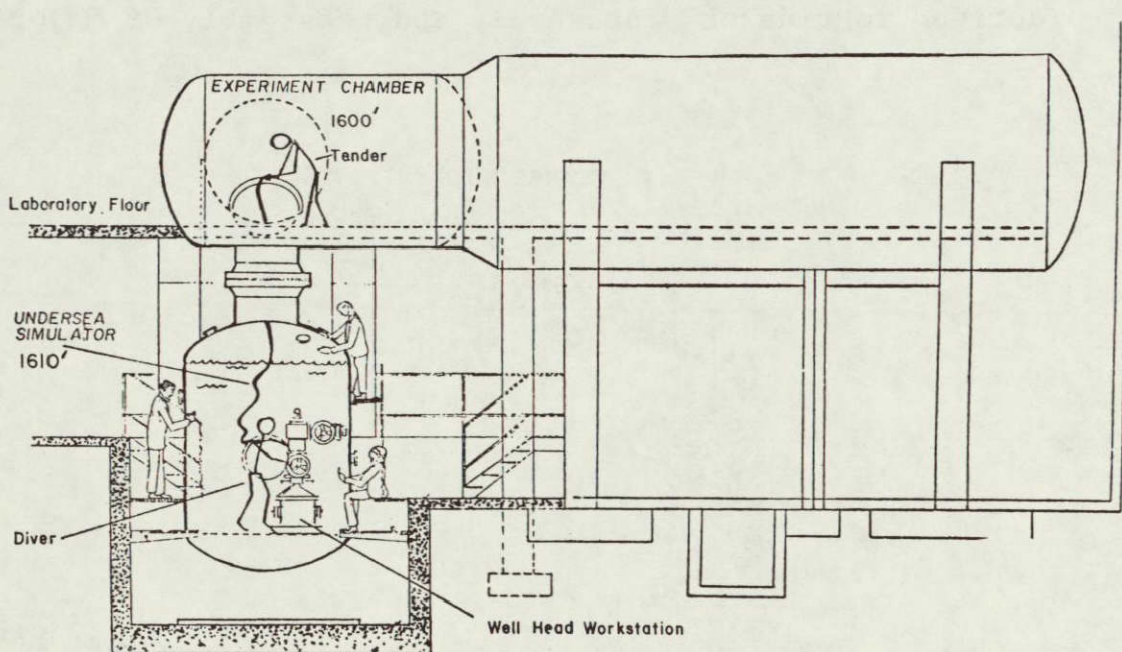 EXPERIMENT CHAMBER
1600'
Tender
Laboratory Floor
UNDERSEA
SIMULATOR
1610'
Diver
Well Head Workstation